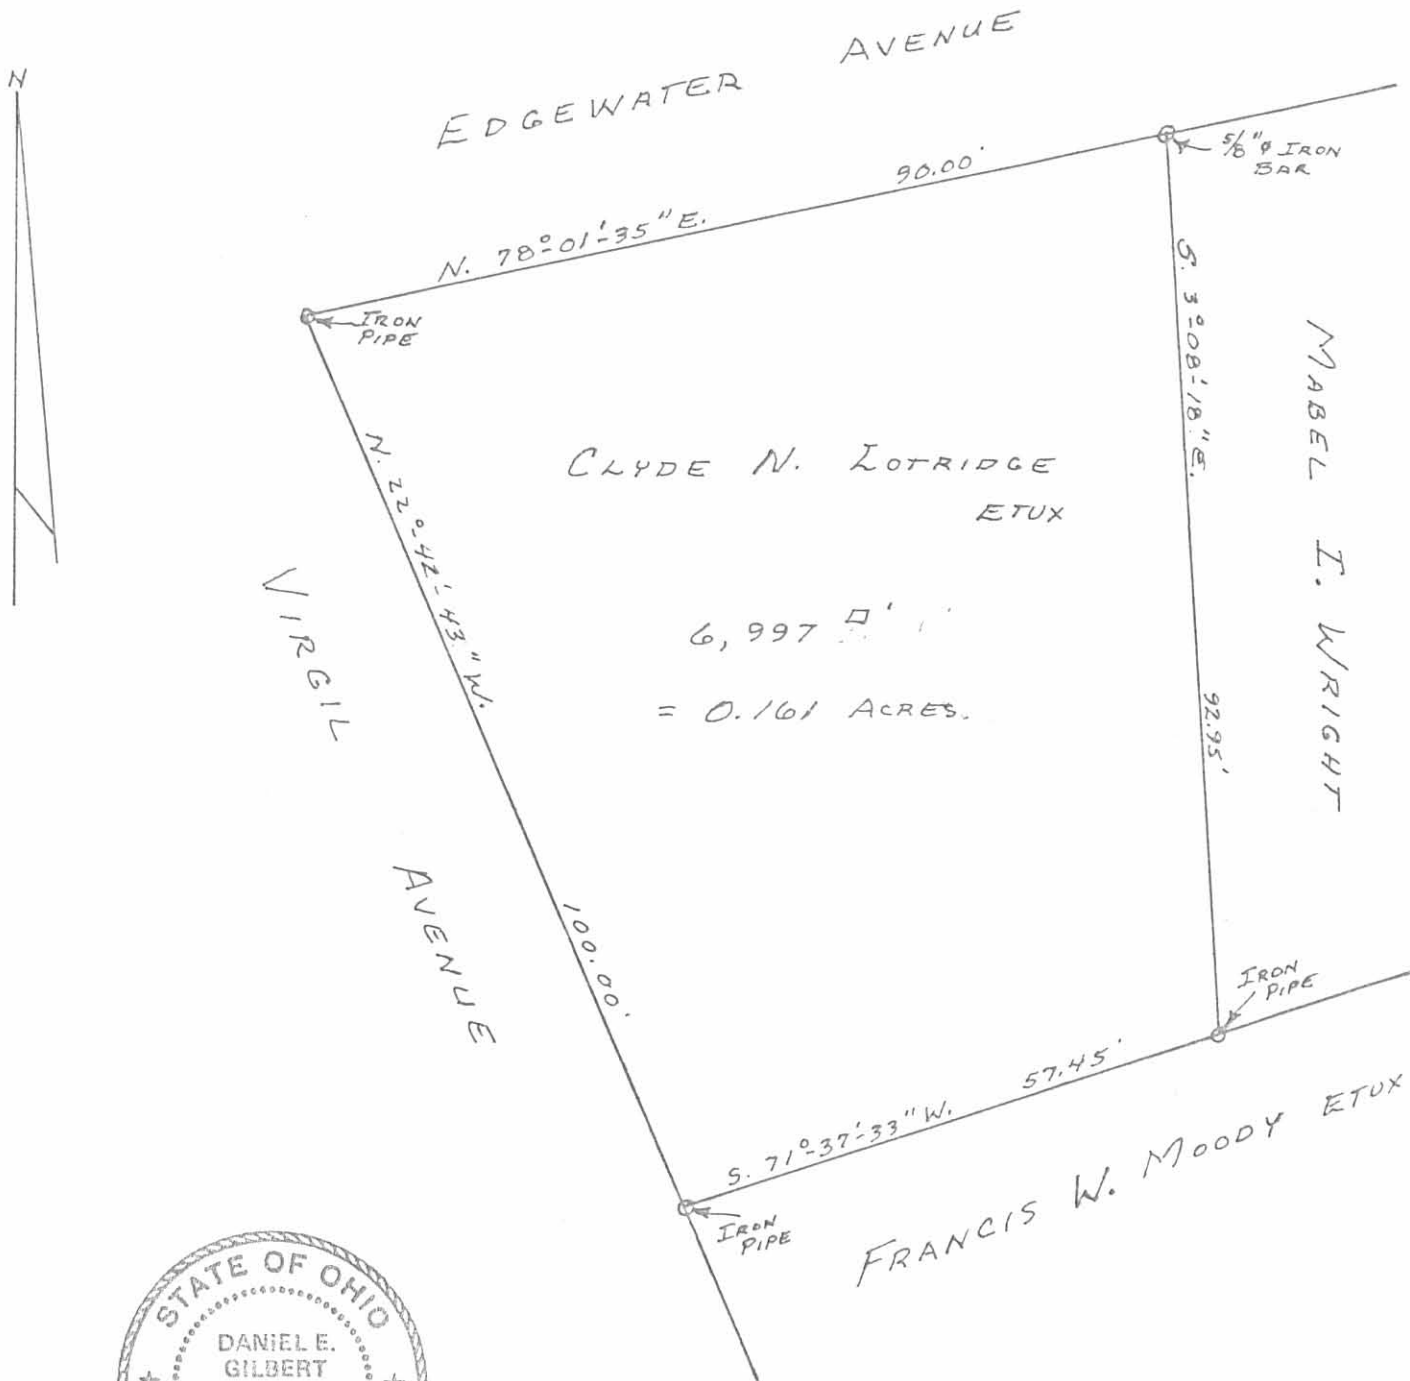 N
EDGEWATER AVENUE
N. 78°-01'-35" E. 90.00'
5/8"⌀ IRON
BAR
IRON
PIPE
S. 3°-08'-18" E. 92.95'
MABEL I. WRIGHT
N. 22°-42'-43" W. 100.00'
CLYDE N. LOTRIDGE
ETUX
6,997 □'
= 0.161 ACRES.
VIRGIL AVENUE
IRON
PIPE
S. 71°-37'-33" W. 57.45'
IRON
PIPE
FRANCIS W. MOODY ETUX
STATE OF OHIO
DANIEL E.
GILBERT